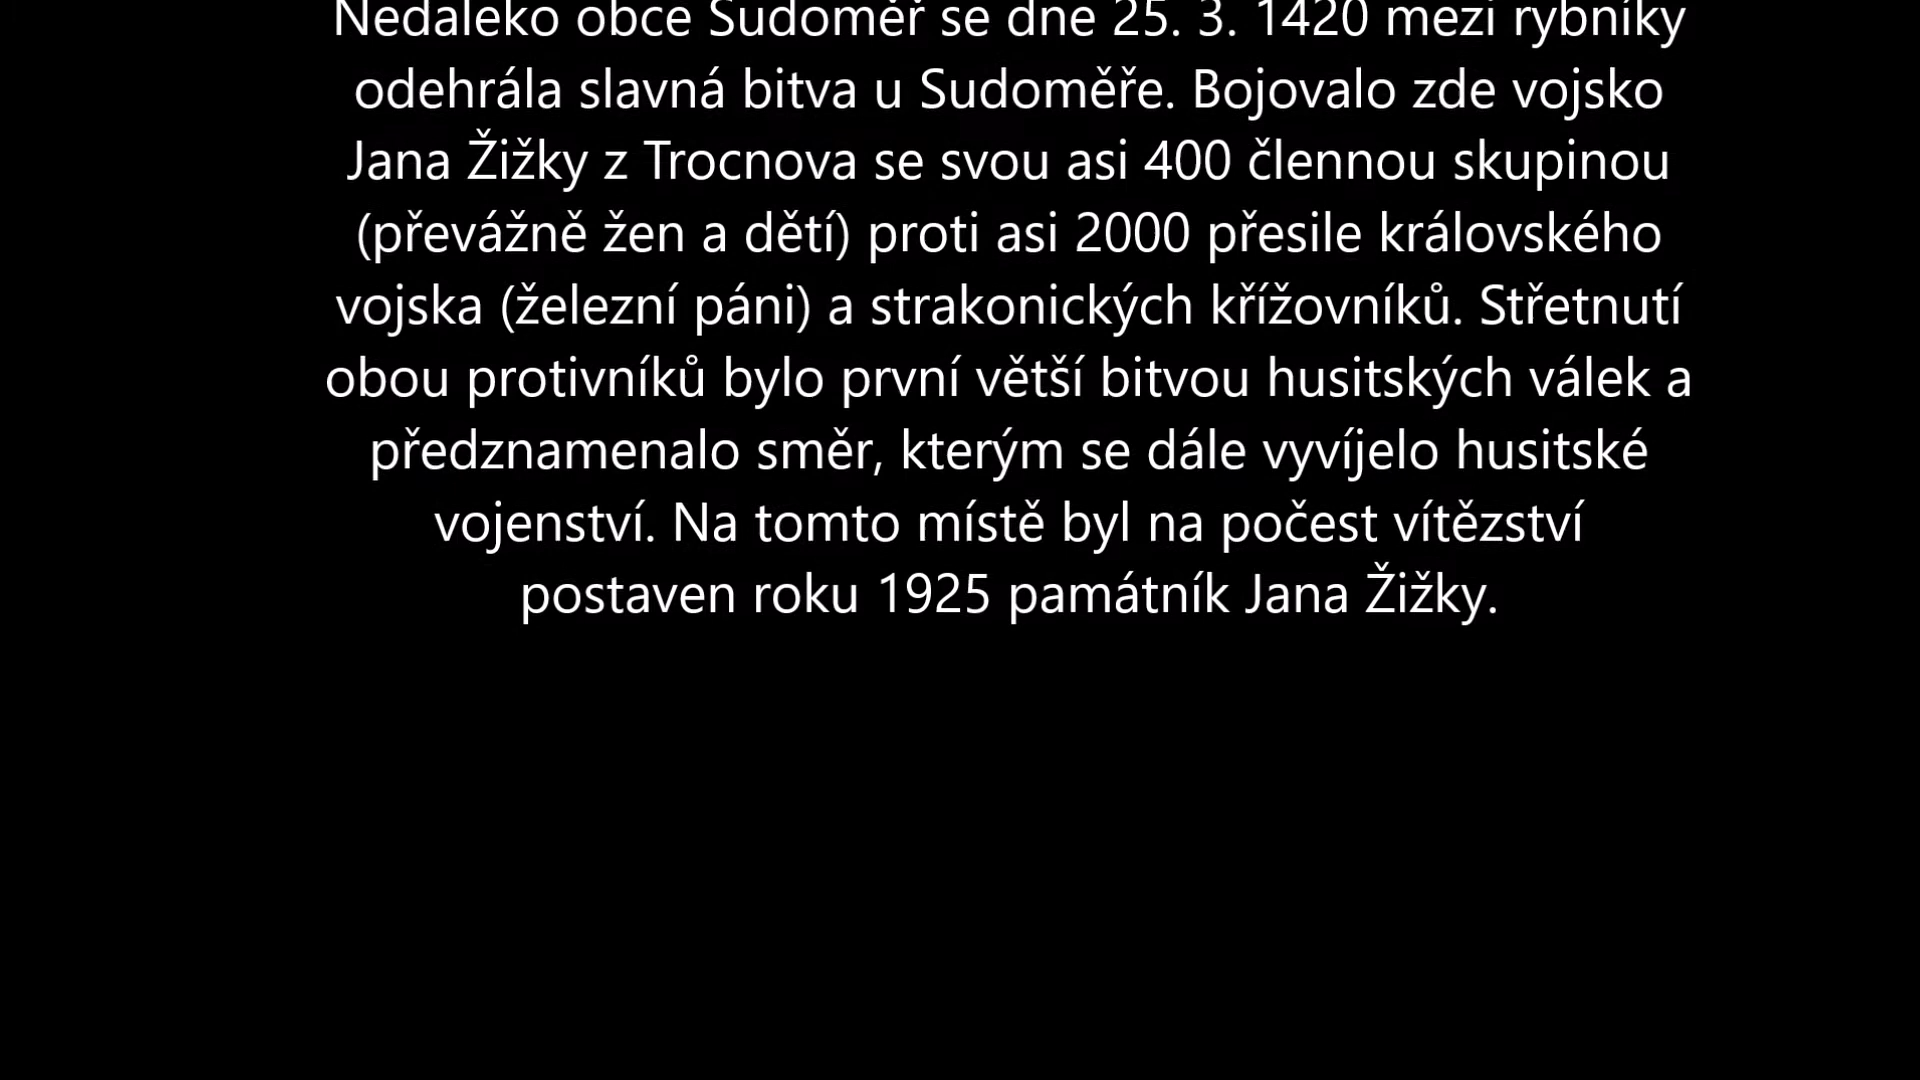 Nedaleko obce Sudoměř se dne 25. 3. 1420 mezi rybníky
odehrála slavná bitva u Sudoměře. Bojovalo zde vojsko
Jana Žižky z Trocnova se svou asi 400 člennou skupinou
(převážně žen a dětí) proti asi 2000 přesile královského
vojska (železní páni) a strakonických křížovníků. Střetnutí
obou protivníků bylo první větší bitvou husitských válek a
předznamenalo směr, kterým se dále vyvíjelo husitské
vojenství. Na tomto místě byl na počest vítězství
postaven roku 1925 památník Jana Žižky.